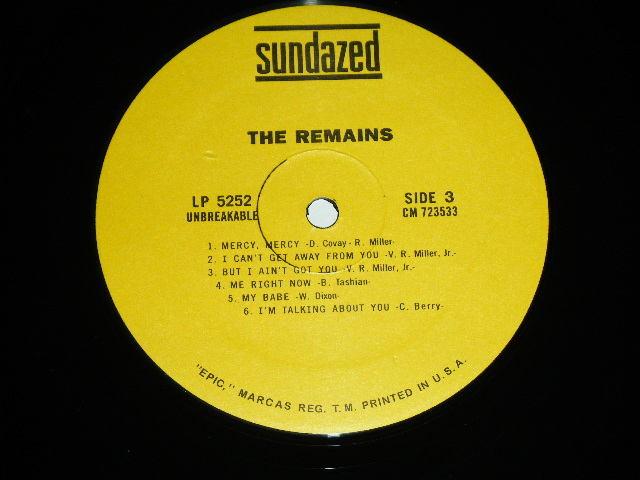 sundazed
THE REMAINS
LP 5252 SIDE 3
UNBREAKABLE CM 723533
1. MERCY, MERCY -D. Covay - R. Miller-
2. I CAN'T GET AWAY FROM YOU -V. R. Miller, Jr.-
3. BUT I AIN'T GOT YOU -V. R. Miller, Jr.-
4. ME RIGHT NOW -B. Tashian-
5. MY BABE -W. Dixon-
6. I'M TALKING ABOUT YOU -C. Berry-
"EPIC," MARCAS REG. T. M. PRINTED IN U.S.A.